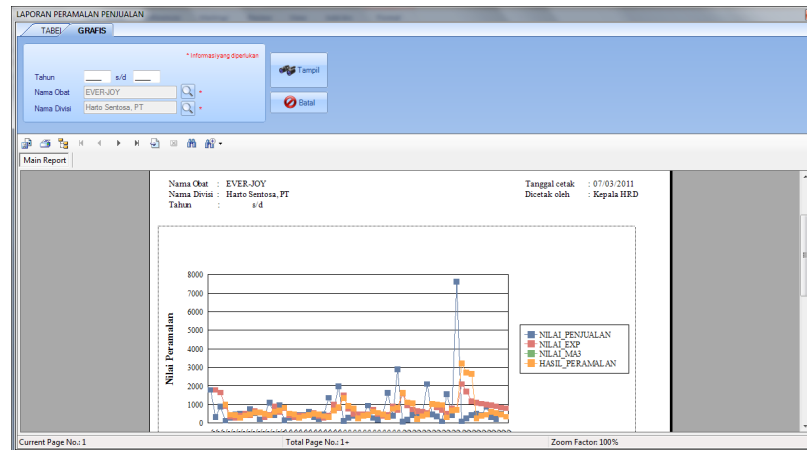 LAPORAN PERAMALAN PENJUALAN
TABEL GRAFIS
* Informasi yang diperlukan
Tahun ____ s/d ____
Nama Obat EVER-JOY *
Nama Divisi Harto Sentosa, PT *
Tampil
Batal
Main Report
Nama Obat : EVER-JOY Tanggal cetak : 07/03/2011
Nama Divisi : Harto Sentosa, PT Dicetak oleh : Kepala HRD
Tahun : s/d
Nilai Peramalan
8000
7000
6000
5000
4000
3000
2000
1000
0
NILAI_PENJUALAN
NILAI_EXP
NILAI_MA3
HASIL_PERAMALAN
Current Page No.: 1 Total Page No.: 1+ Zoom Factor: 100%